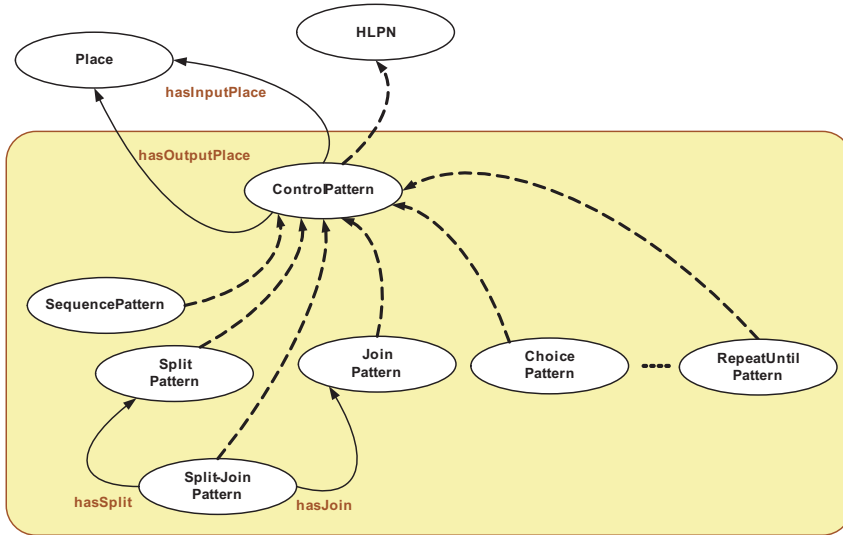 HLPN
Place
hasInputPlace
hasOutputPlace
ControlPattern
SequencePattern
Split
Pattern
Join
Pattern
Choice
Pattern
RepeatUntil
Pattern
Split-Join
Pattern
hasSplit
hasJoin